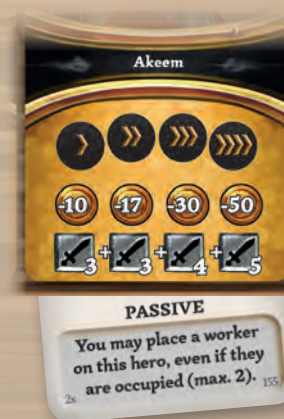 Akeem
-10 -17 -30 -50
3 + 3 + 4 + 5
PASSIVE
You may place a worker
on this hero, even if they
are occupied (max. 2). 155
2x